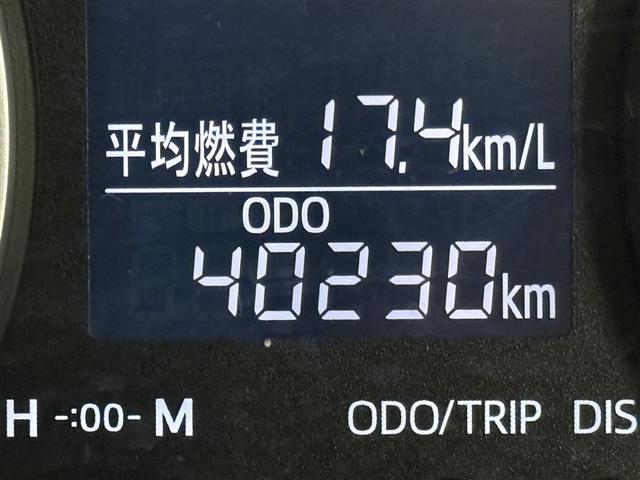 平均燃費 17.4km/L
ODO
40230km
H -:00- M ODO/TRIP DIS